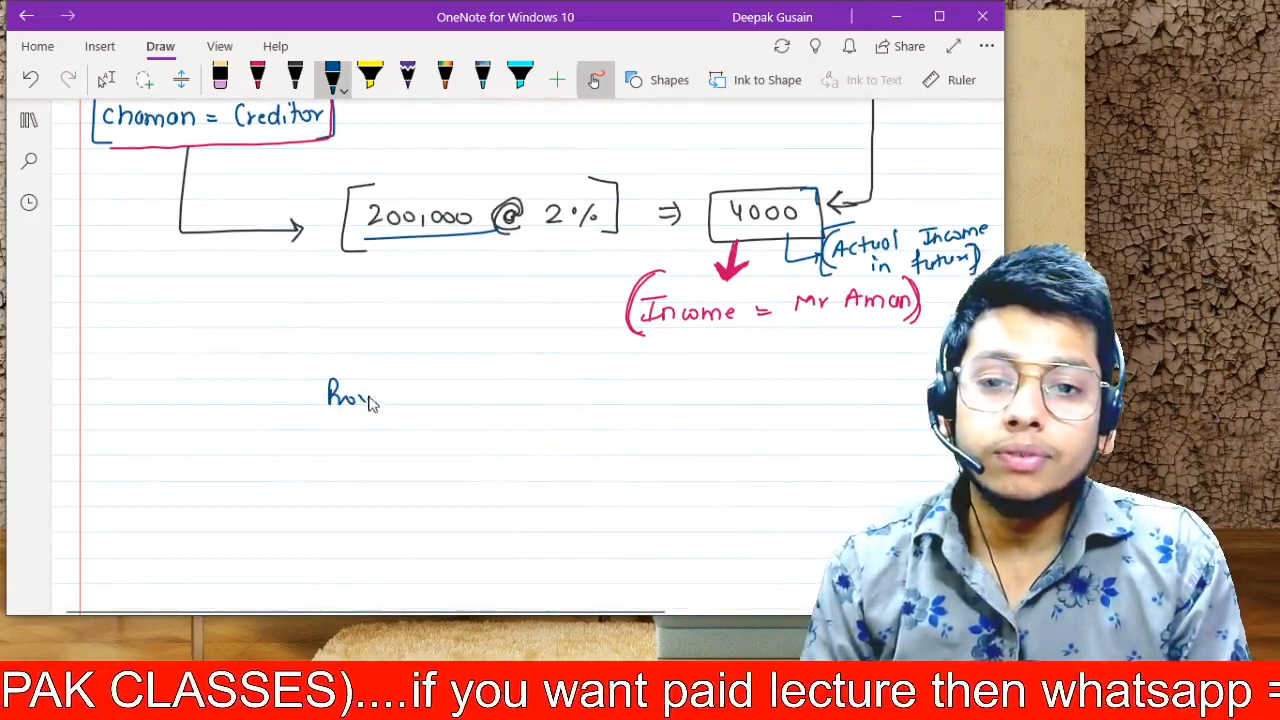 OneNote for Windows 10
Deepak Gusain
Home Insert Draw View Help
Share
Shapes Ink to Shape Ink to Text Ruler
Chaman = Creditor
200,000 @ 2% ⇒ 4000
(Actual Income
in future)
(Income = Mr Aman)
PAK CLASSES)....if you want paid lecture then whatsapp =